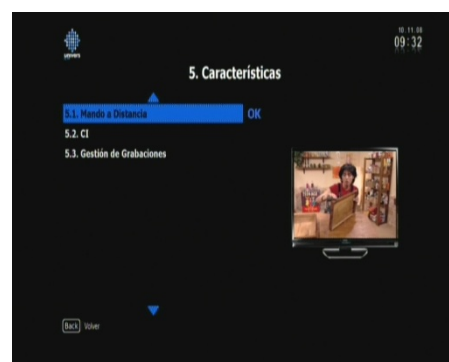 10.11.08
09:32
univers
5. Características
5.1. Mando a Distancia
OK
5.2. CI
5.3. Gestión de Grabaciones
Back Volver